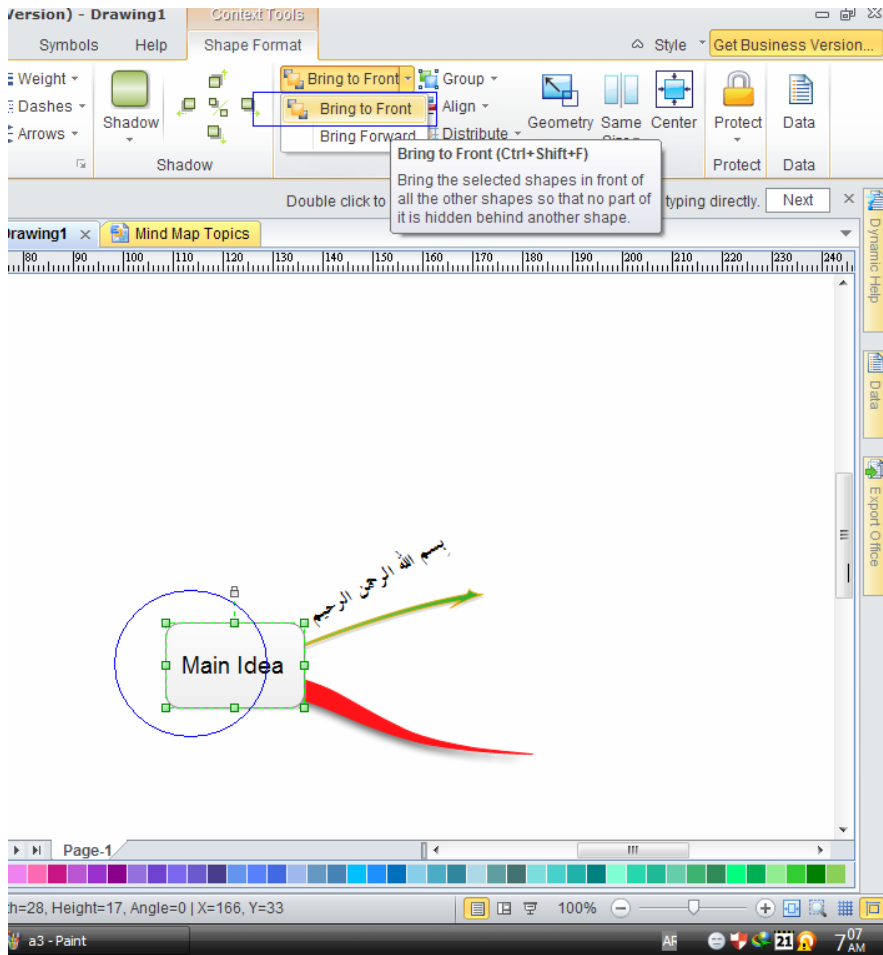 Version) - Drawing1 Context Tools
Symbols Help Shape Format Style Get Business Version...
Weight Bring to Front Group
Dashes Bring to Front Align
Arrows Shadow Bring Forward Distribute Geometry Same Center Protect Data
Shadow Protect Data
Bring to Front (Ctrl+Shift+F)
Bring the selected shapes in front of
all the other shapes so that no part of
it is hidden behind another shape.
Double click to typing directly. Next
Drawing1 Mind Map Topics
80 90 100 110 120 130 140 150 160 170 180 190 200 210 220 230 240
Dynamic Help
Data
Export Office
بسم الله الرحمن الرحيم
Main Idea
Page-1
th=28, Height=17, Angle=0 | X=166, Y=33 100%
a3 - Paint AR 21 7 07 AM